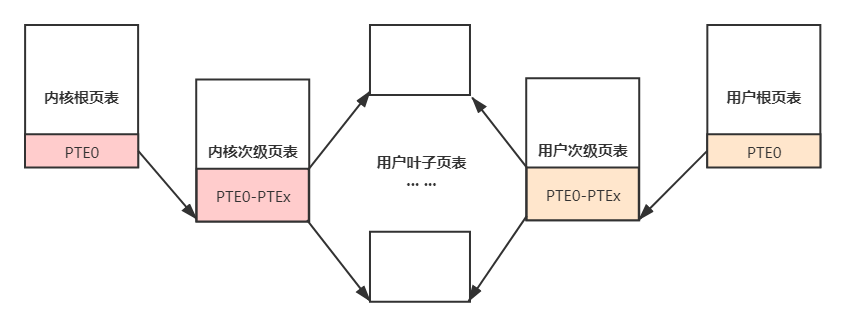 内核根页表
PTE0
内核次级页表
PTE0-PTEx
用户叶子页表
... ...
用户次级页表
PTE0-PTEx
用户根页表
PTE0